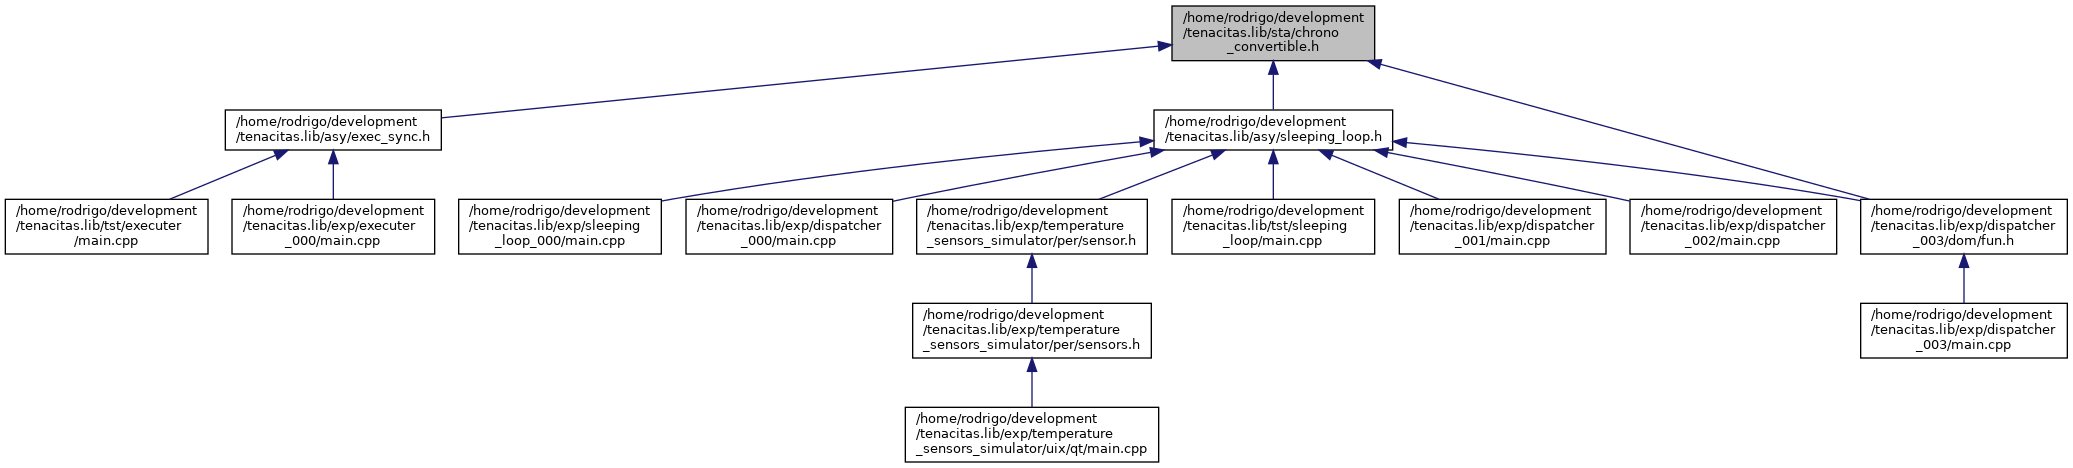 /home/rodrigo/development
/tenacitas.lib/sta/chrono
_convertible.h
/home/rodrigo/development
/tenacitas.lib/asy/exec_sync.h
/home/rodrigo/development
/tenacitas.lib/asy/sleeping_loop.h
/home/rodrigo/development
/tenacitas.lib/tst/executer
/main.cpp
/home/rodrigo/development
/tenacitas.lib/exp/executer
_000/main.cpp
/home/rodrigo/development
/tenacitas.lib/exp/sleeping
_loop_000/main.cpp
/home/rodrigo/development
/tenacitas.lib/exp/dispatcher
_000/main.cpp
/home/rodrigo/development
/tenacitas.lib/exp/temperature
_sensors_simulator/per/sensor.h
/home/rodrigo/development
/tenacitas.lib/tst/sleeping
_loop/main.cpp
/home/rodrigo/development
/tenacitas.lib/exp/dispatcher
_001/main.cpp
/home/rodrigo/development
/tenacitas.lib/exp/dispatcher
_002/main.cpp
/home/rodrigo/development
/tenacitas.lib/exp/dispatcher
_003/dom/fun.h
/home/rodrigo/development
/tenacitas.lib/exp/temperature
_sensors_simulator/per/sensors.h
/home/rodrigo/development
/tenacitas.lib/exp/dispatcher
_003/main.cpp
/home/rodrigo/development
/tenacitas.lib/exp/temperature
_sensors_simulator/uix/qt/main.cpp